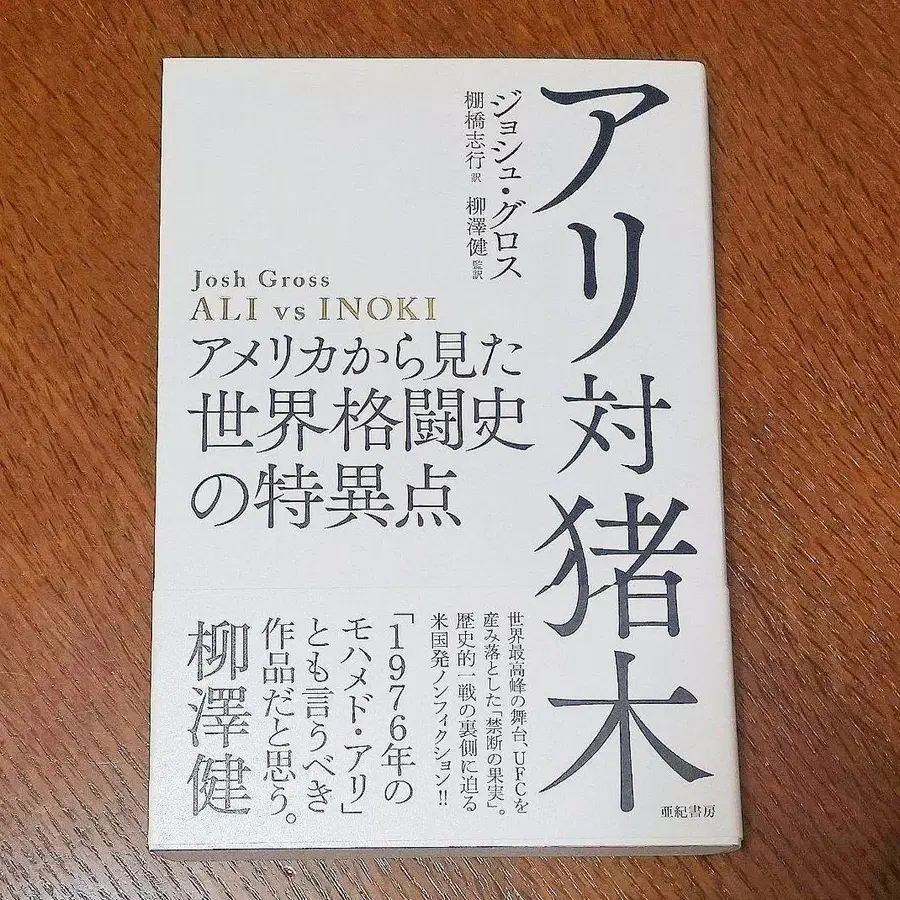 アリ対猪木
ジョシュ・グロス
棚橋志行 訳 柳澤健 監訳
Josh Gross
ALI vs INOKI
アメリカから見た
世界格闘史
の特異点
世界最高峰の舞台、UFCを
産み落とした「禁断の果実」。
歴史的一戦の裏側に迫る
米国発ノンフィクション!!
「1976年の
モハメド・アリ」
とも言うべき
作品だと思う。
柳澤健
亜紀書房